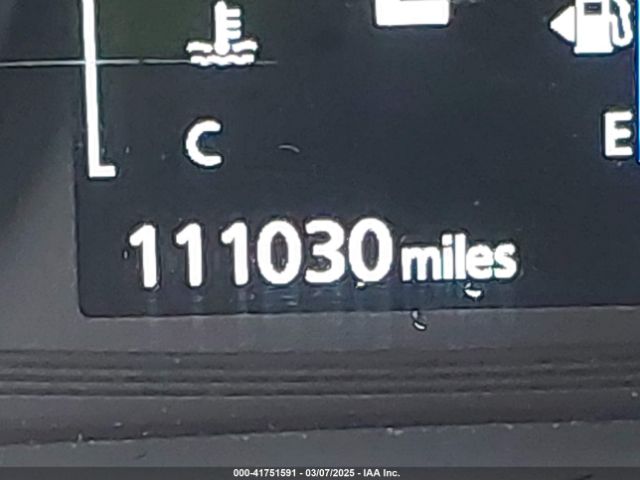 C
E
111030 miles
000-41751591 - 03/07/2025 - IAA Inc.